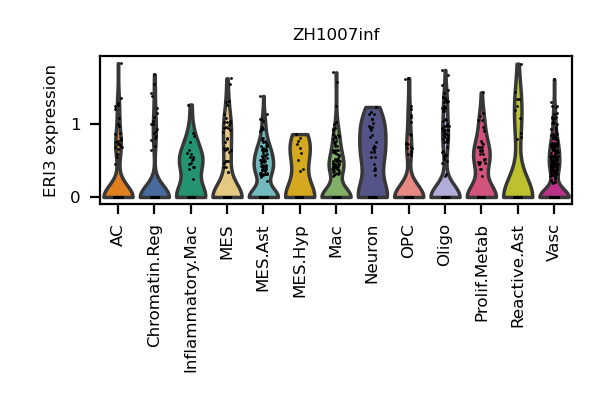 ZH1007inf
ERI3 expression
1
0
AC
Chromatin.Reg
Inflammatory.Mac
MES
MES.Ast
MES.Hyp
Mac
Neuron
OPC
Oligo
Prolif.Metab
Reactive.Ast
Vasc